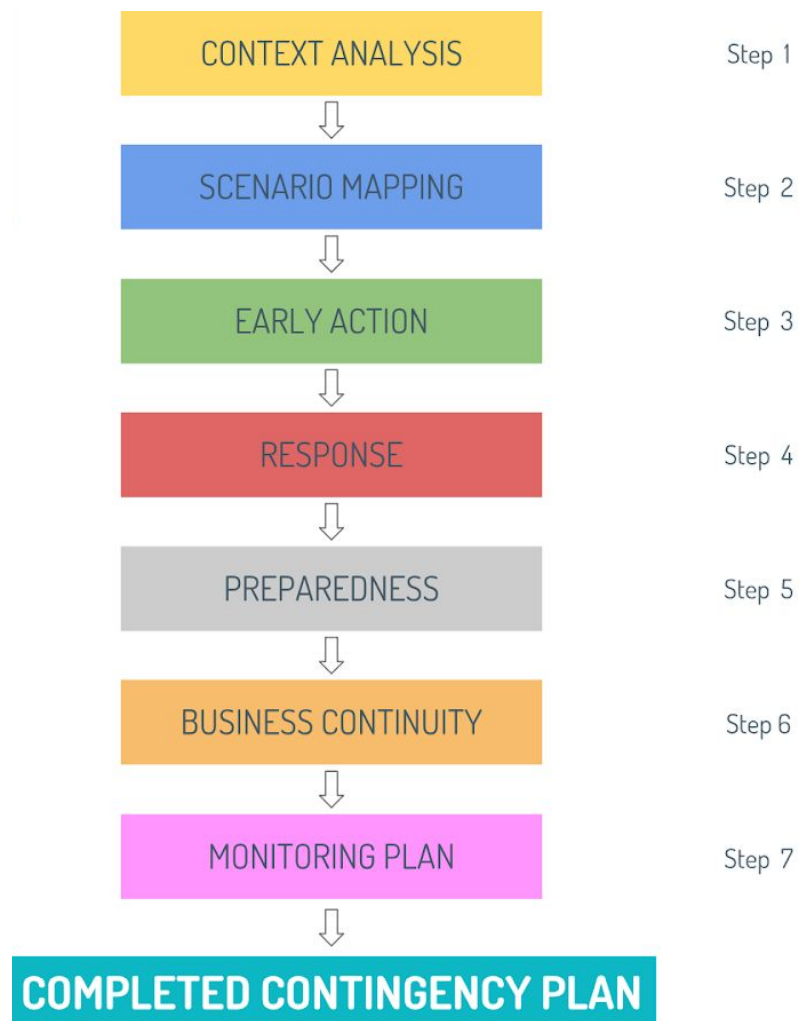 CONTEXT ANALYSIS Step 1
SCENARIO MAPPING Step 2
EARLY ACTION Step 3
RESPONSE Step 4
PREPAREDNESS Step 5
BUSINESS CONTINUITY Step 6
MONITORING PLAN Step 7
COMPLETED CONTINGENCY PLAN